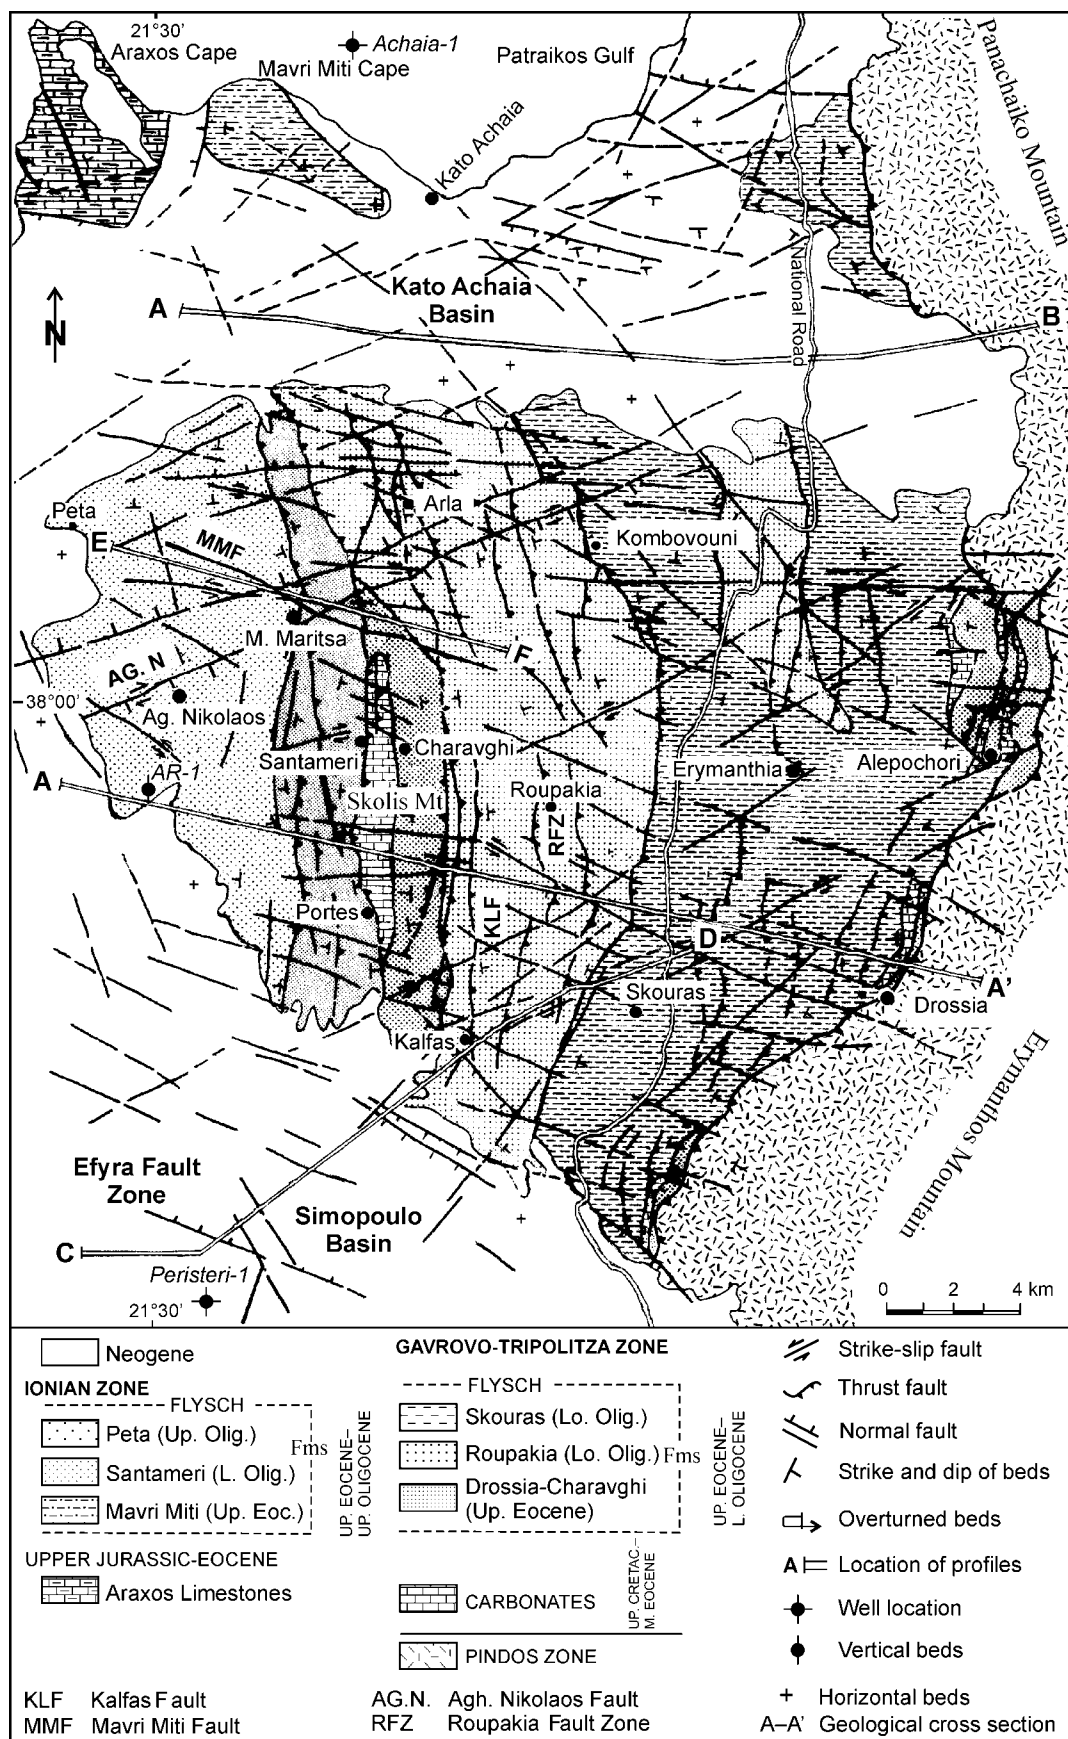 21°30'
Araxos Cape
Achaia-1
Mavri Miti Cape
Patraikos Gulf
Panachaiko Mountain
Kato Achaia
National Road
Kato Achaia
Basin
A
B
N
Peta
E
MMF
Arla
Kombovouni
M. Maritsa
F
AG. N
38°00'
Ag. Nikolaos
Santameri
Charavghi
Erymanthia
Alepochori
AR-1
A
Skolis Mt
Roupakia
RFZ
Portes
KLF
D
A'
Skouras
Drossia
Kalfas
Erymanthos Mountain
Efyra Fault
Zone
Simopoulo
Basin
C
Peristeri-1
21°30'
0 2 4 km
Neogene
IONIAN ZONE
FLYSCH
Peta (Up. Olig.)
Santameri (L. Olig.)
Mavri Miti (Up. Eoc.)
Fms
UP. EOCENE–
UP. OLIGOCENE
UPPER JURASSIC-EOCENE
Araxos Limestones
GAVROVO-TRIPOLITZA ZONE
FLYSCH
Skouras (Lo. Olig.)
Roupakia (Lo. Olig.)
Fms
Drossia-Charavghi
(Up. Eocene)
UP. EOCENE–
L. OLIGOCENE
CARBONATES
UP. CRETAC.–
M. EOCENE
PINDOS ZONE
Strike-slip fault
Thrust fault
Normal fault
Strike and dip of beds
Overturned beds
A Location of profiles
Well location
Vertical beds
Horizontal beds
A–A' Geological cross section
KLF Kalfas Fault
MMF Mavri Miti Fault
AG.N. Agh. Nikolaos Fault
RFZ Roupakia Fault Zone